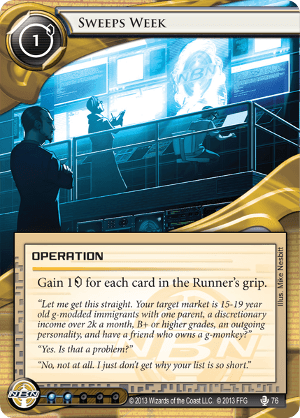 1
SWEEPS WEEK
NBN
OPERATION
Gain 1 for each card in the Runner's grip.
"Let me get this straight. Your target market is 15-19 year
old g-modded immigrants with one parent, a discretionary
income over 2k a month, B+ or higher grades, an outgoing
personality, and have a friend who owns a g-monkey?"
"Yes. Is that a problem?"
"No, not at all. I just don't get why your list is so short."
Illus. Mike Nesbitt
NBN
© 2013 Wizards of the Coast LLC. © 2013 FFG 76